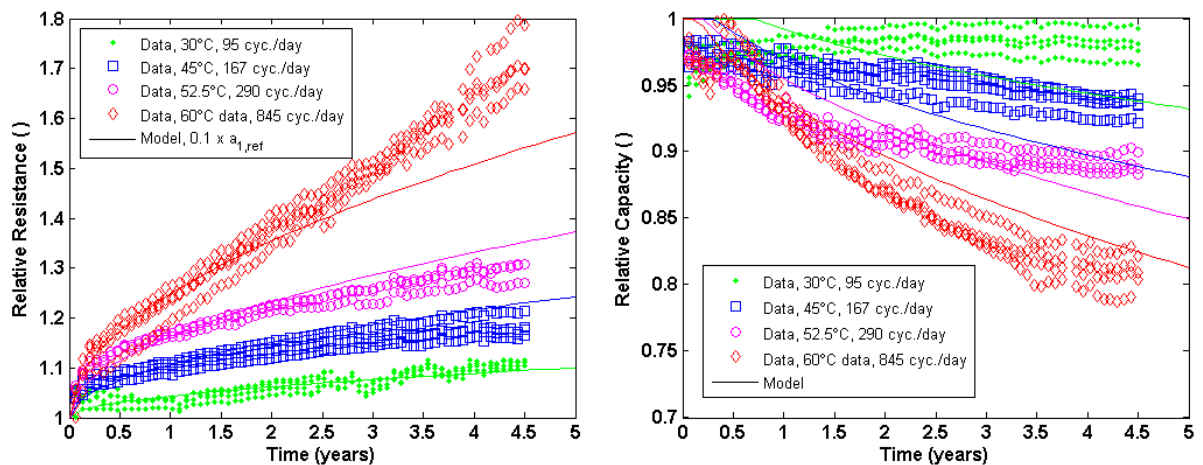 1.8
1.7
1.6
1.5
1.4
1.3
1.2
1.1
1
Relative Resistance ( )
Data, 30°C, 95 cyc./day
Data, 45°C, 167 cyc./day
Data, 52.5°C, 290 cyc./day
Data, 60°C data, 845 cyc./day
Model, 0.1 x a1,ref
0 0.5 1 1.5 2 2.5 3 3.5 4 4.5 5
Time (years)
1
0.95
0.9
0.85
0.8
0.75
0.7
Relative Capacity ( )
Data, 30°C, 95 cyc./day
Data, 45°C, 167 cyc./day
Data, 52.5°C, 290 cyc./day
Data, 60°C data, 845 cyc./day
Model
0 0.5 1 1.5 2 2.5 3 3.5 4 4.5 5
Time (years)